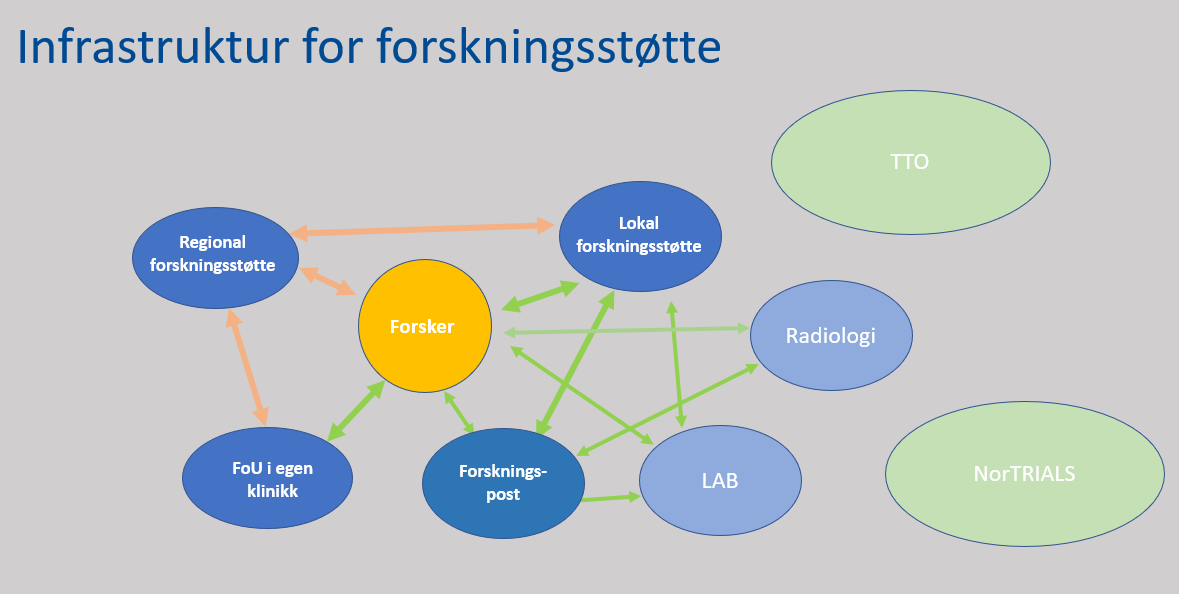 Infrastruktur for forskningsstøtte
TTO
Lokal
forskningsstøtte
Regional
forskningsstøtte
Forsker
Radiologi
FoU i egen
klinikk
Forsknings-
post
LAB
NorTRIALS